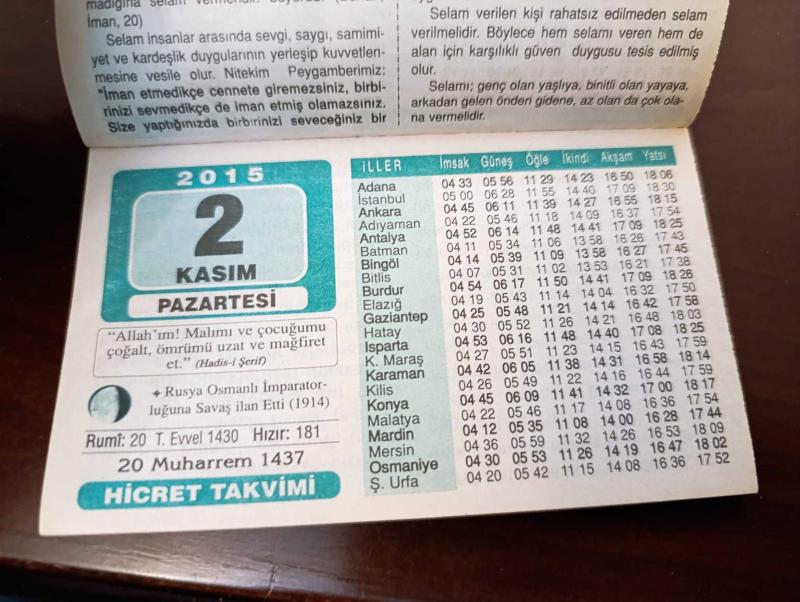 İman, 20)
Selam insanlar arasında sevgi, saygı, samimi-
yet ve kardeşlik duygularının yerleşip kuvvetlen-
mesine vesile olur. Nitekim Peygamberimiz:
"İman etmedikçe cennete giremezsiniz, birbi-
rinizi sevmedikçe de iman etmiş olamazsınız.
Size yaptığınızda birbirinizi seveceğiniz bir
Selam verilen kişi rahatsız edilmeden selam
verilmelidir. Böylece hem selamı veren hem de
alan için karşılıklı güven duygusu tesis edilmiş
olur.
Selamı; genç olan yaşlıya, binitli olan yayaya,
arkadan gelen önden gidene, az olan da çok ola-
na vermelidir.
2015
2
KASIM
PAZARTESİ
"Allah'ım! Malımı ve çocuğumu
çoğalt, ömrümü uzat ve mağfiret
et." (Hadis-i Şerif)
Rusya Osmanlı İmparator-
luğuna Savaş ilan Etti (1914)
Rumî: 20 T. Evvel 1430 Hızır: 181
20 Muharrem 1437
HİCRET TAKVİMİ
İLLER İmsak Güneş Öğle İkindi Akşam Yatsı
Adana 04 33 05 56 11 29 14 23 16 50 18 06
İstanbul 05 00 06 28 11 55 14 40 17 09 18 30
Ankara 04 45 06 11 11 39 14 27 16 55 18 15
Adıyaman 04 22 05 46 11 18 14 09 16 37 17 54
Antalya 04 52 06 14 11 48 14 41 17 09 18 25
Batman 04 11 05 34 11 06 13 58 16 26 17 43
Bingöl 04 14 05 39 11 09 13 58 16 27 17 45
Bitlis 04 07 05 31 11 02 13 53 16 21 17 38
Burdur 04 54 06 17 11 50 14 41 17 09 18 26
Elazığ 04 19 05 43 11 14 14 04 16 32 17 50
Gaziantep 04 25 05 48 11 21 14 14 16 42 17 58
Hatay 04 30 05 52 11 26 14 21 16 48 18 03
Isparta 04 53 06 16 11 48 14 40 17 08 18 25
K. Maraş 04 27 05 51 11 23 14 15 16 43 17 59
Karaman 04 42 06 05 11 38 14 31 16 58 18 14
Kilis 04 26 05 49 11 22 14 16 16 44 17 59
Konya 04 45 06 09 11 41 14 32 17 00 18 17
Malatya 04 22 05 46 11 17 14 08 16 36 17 54
Mardin 04 12 05 35 11 08 14 00 16 28 17 44
Mersin 04 36 05 59 11 32 14 26 16 53 18 09
Osmaniye 04 30 05 53 11 26 14 19 16 47 18 02
Ş. Urfa 04 20 05 42 11 15 14 08 16 36 17 52